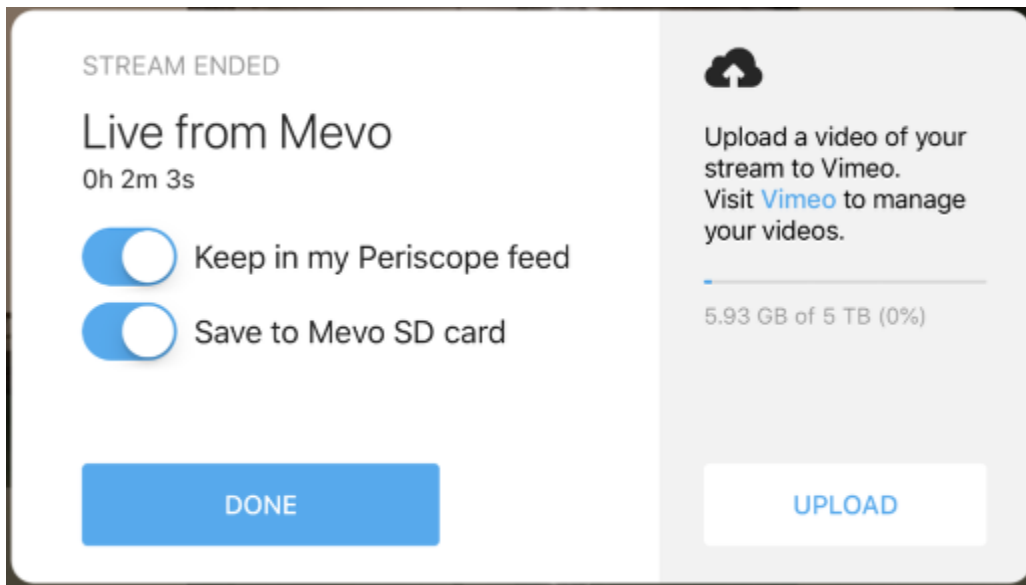 STREAM ENDED
Live from Mevo
0h 2m 3s
Keep in my Periscope feed
Save to Mevo SD card
DONE
Upload a video of your
stream to Vimeo.
Visit Vimeo to manage
your videos.
5.93 GB of 5 TB (0%)
UPLOAD